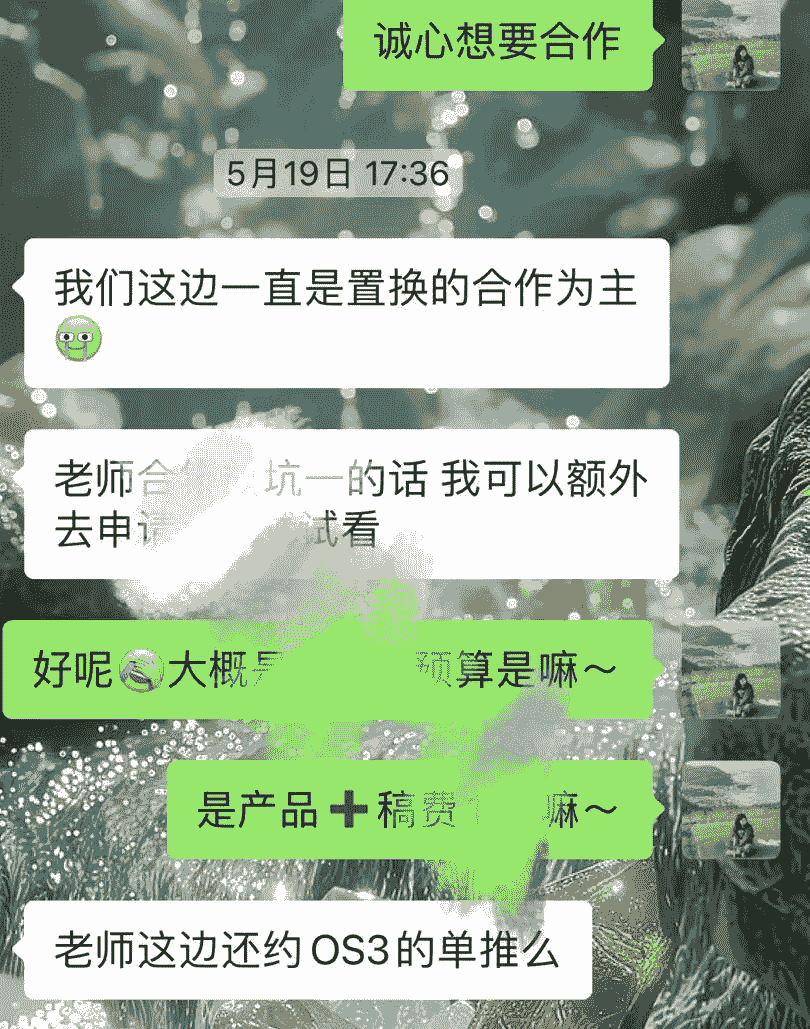 诚心想要合作
5月19日 17:36
我们这边一直是置换的合作为主
老师合 坑一的话 我可以额外
去申请 试看
好呢 大概是 预算是嘛～
是产品➕稿费 嘛～
老师这边还约OS3的单推么